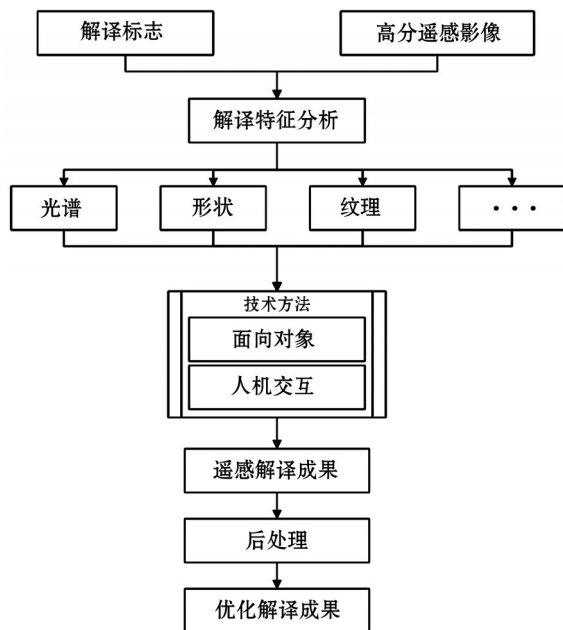 解译标志
高分遥感影像
解译特征分析
光谱
形状
纹理
···
技术方法
面向对象
人机交互
遥感解译成果
后处理
优化解译成果